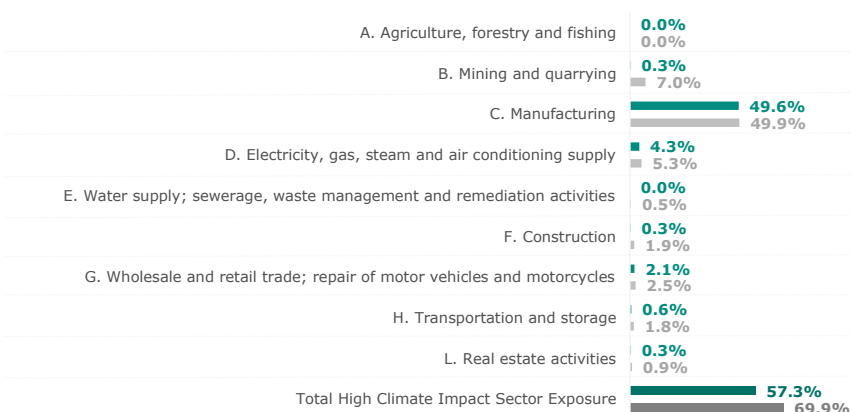 A. Agriculture, forestry and fishing
0.0%
0.0%
B. Mining and quarrying
0.3%
7.0%
C. Manufacturing
49.6%
49.9%
D. Electricity, gas, steam and air conditioning supply
4.3%
5.3%
E. Water supply; sewerage, waste management and remediation activities
0.0%
0.5%
F. Construction
0.3%
1.9%
G. Wholesale and retail trade; repair of motor vehicles and motorcycles
2.1%
2.5%
H. Transportation and storage
0.6%
1.8%
L. Real estate activities
0.3%
0.9%
Total High Climate Impact Sector Exposure
57.3%
69.9%